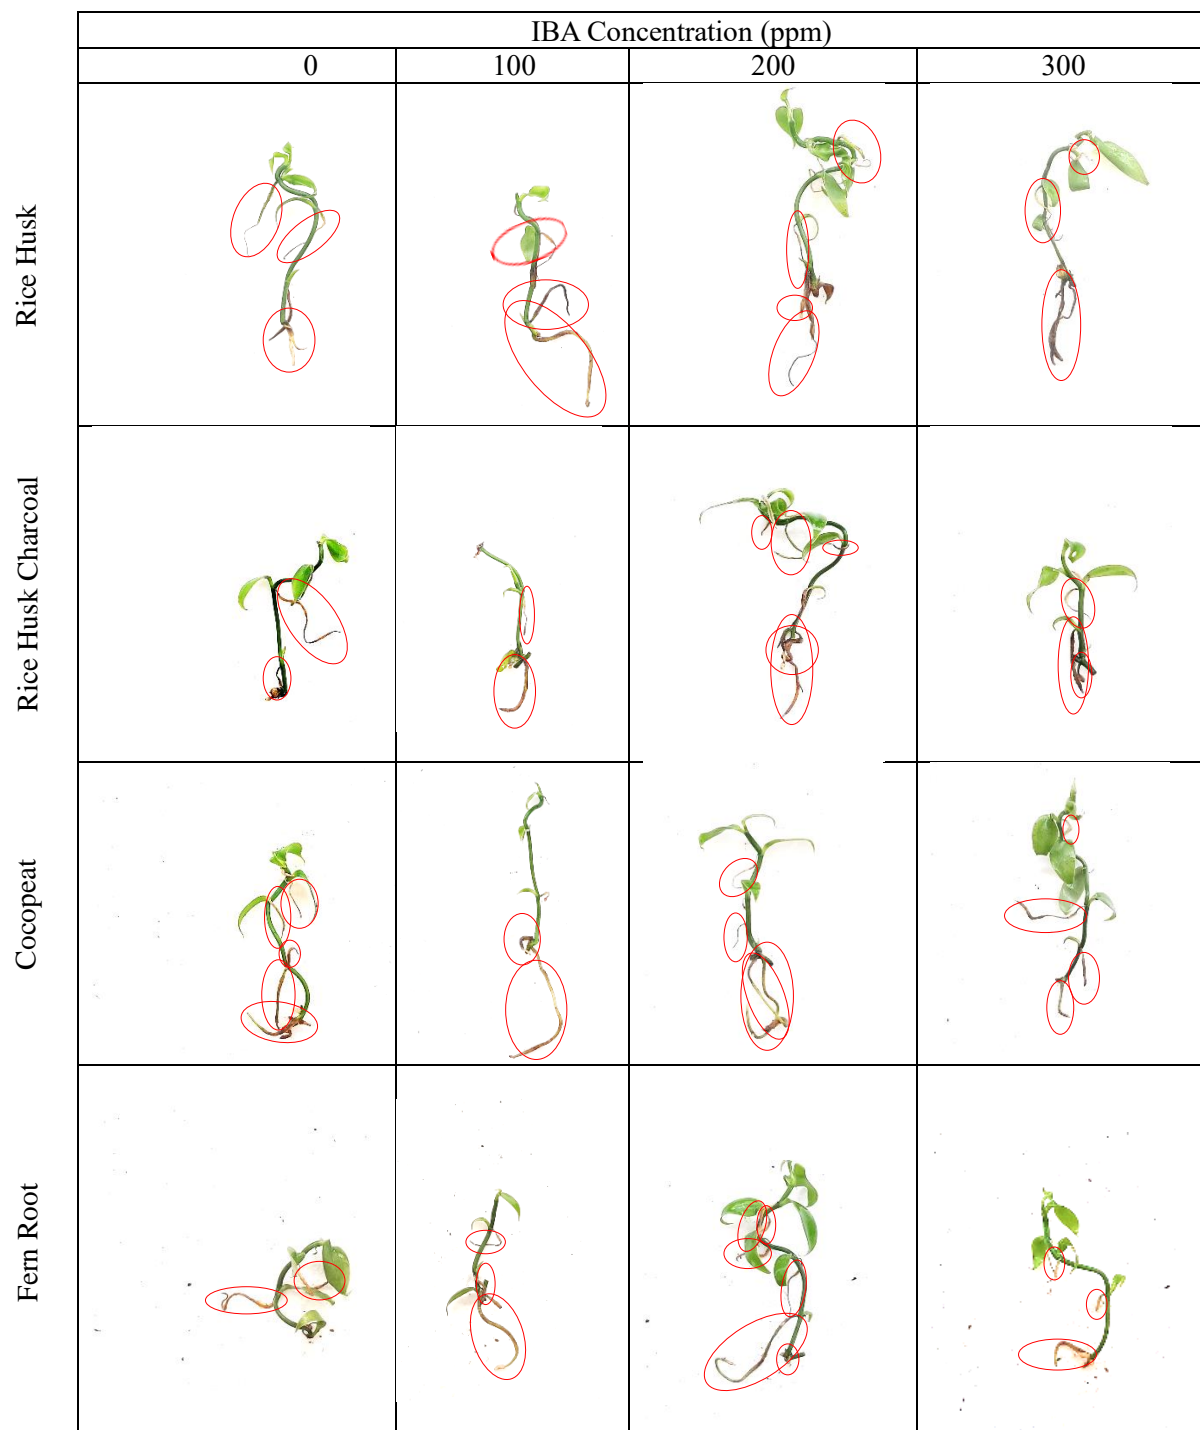 IBA Concentration (ppm)
0 100 200 300
Rice Husk
Rice Husk Charcoal
Cocopeat
Fern Root